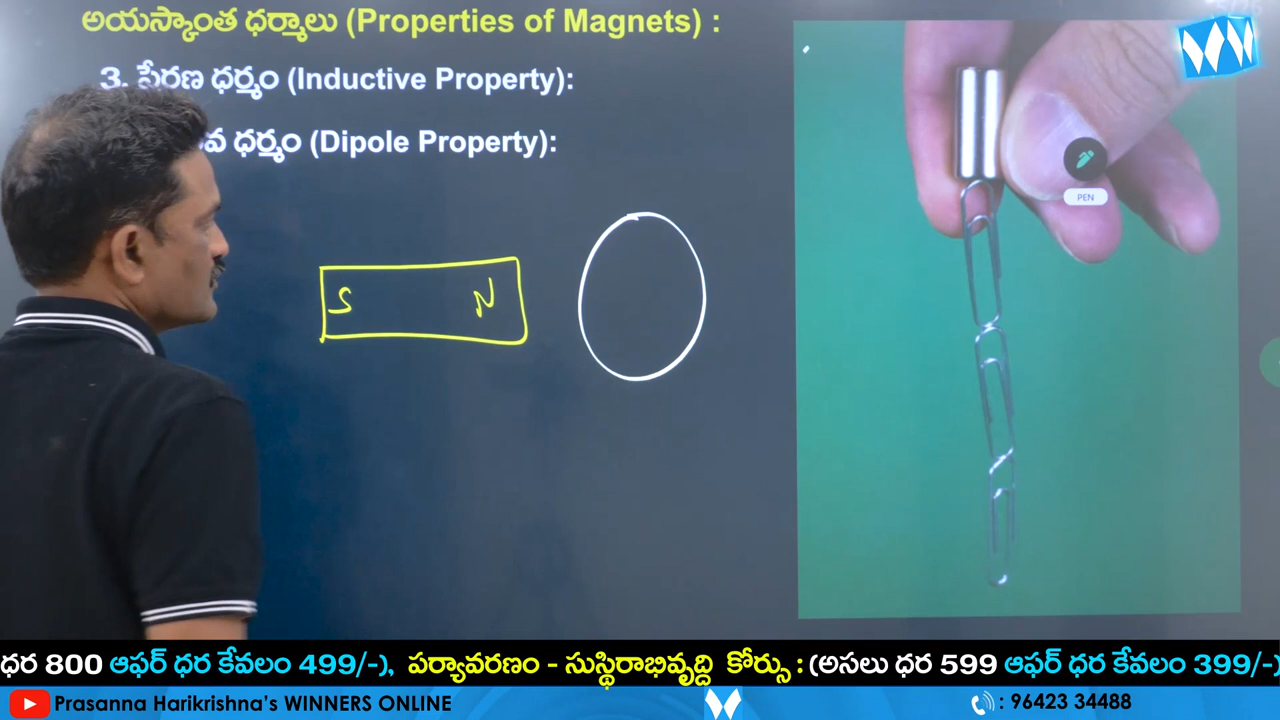 అయస్కాంత ధర్మాలు (Properties of Magnets) :
3. ప్రేరణ ధర్మం (Inductive Property):
ధర్మం (Dipole Property):
S N
PEN
ధర 800 ఆఫర్ ధర కేవలం 499/-), పర్యావరణం - సుస్థిరాభివృద్ది కోర్సు : (అసలు ధర 599 ఆఫర్ ధర కేవలం 399/-)
Prasanna Harikrishna's WINNERS ONLINE
: 96423 34488